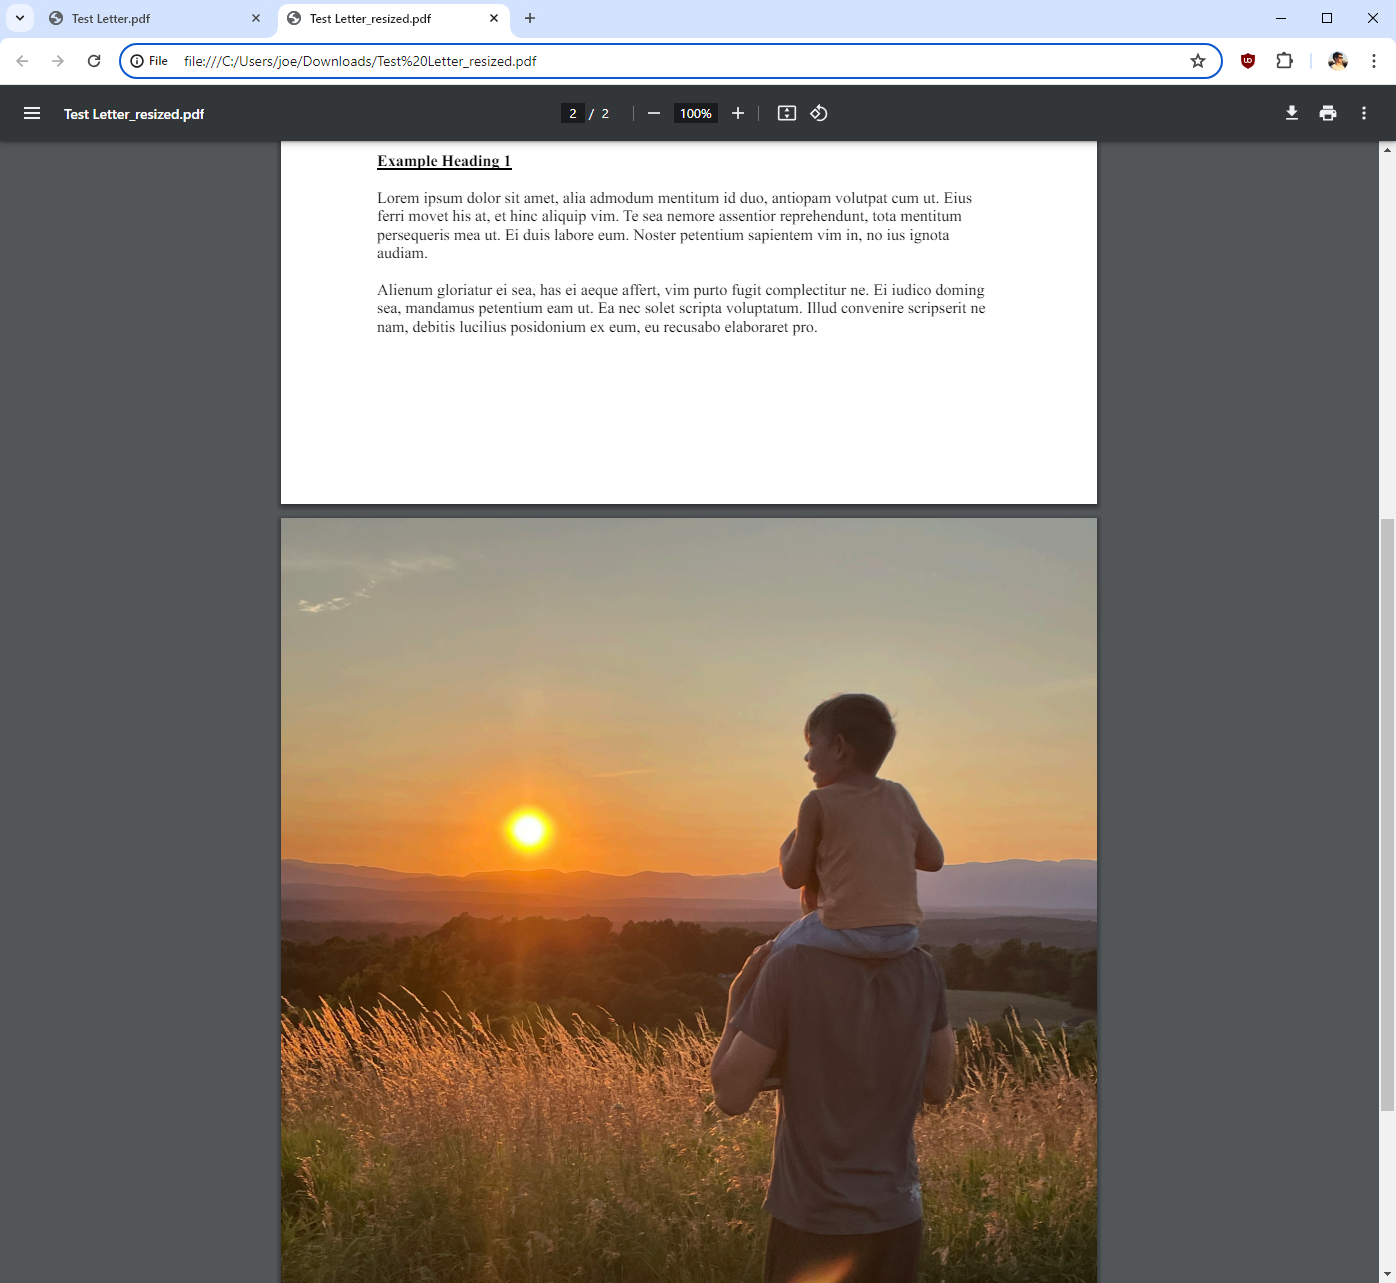 Test Letter.pdf
Test Letter_resized.pdf
File
file:///C:/Users/joe/Downloads/Test%20Letter_resized.pdf
Test Letter_resized.pdf
2 / 2
100%
Example Heading 1
Lorem ipsum dolor sit amet, alia admodum mentitum id duo, antiopam volutpat cum ut. Eius
ferri movet his at, et hinc aliquip vim. Te sea nemore assentior reprehendunt, tota mentitum
persequeris mea ut. Ei duis labore eum. Noster petentium sapientem vim in, no ius ignota
audiam.
Alienum gloriatur ei sea, has ei aeque affert, vim purto fugit complectitur ne. Ei iudico doming
sea, mandamus petentium eam ut. Ea nec solet scripta voluptatum. Illud convenire scripserit ne
nam, debitis lucilius posidonium ex eum, eu recusabo elaboraret pro.